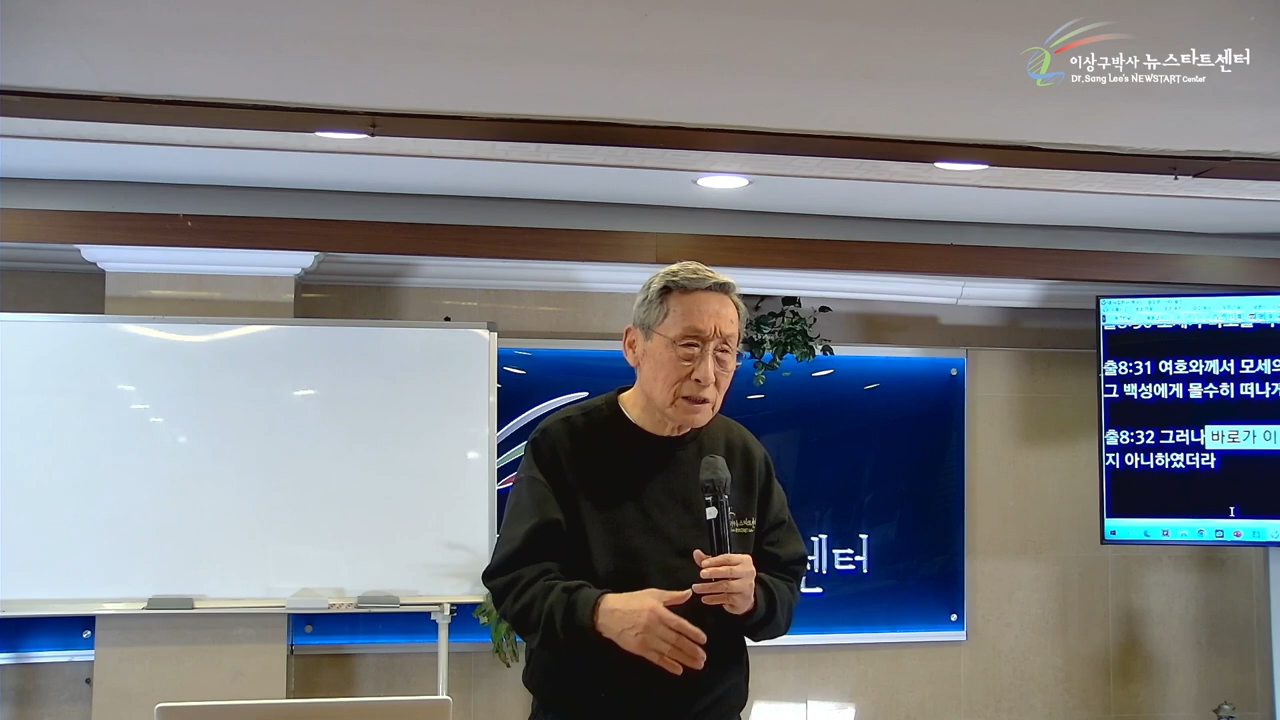 이상구박사 뉴스타트센터
Dr. Sang Lee's NEWSTART Center
출8:31 여호와께서 모세의
그 백성에게 몰수히 떠나게
출8:32 그러나 바로가 이
지 아니하였더라
센터